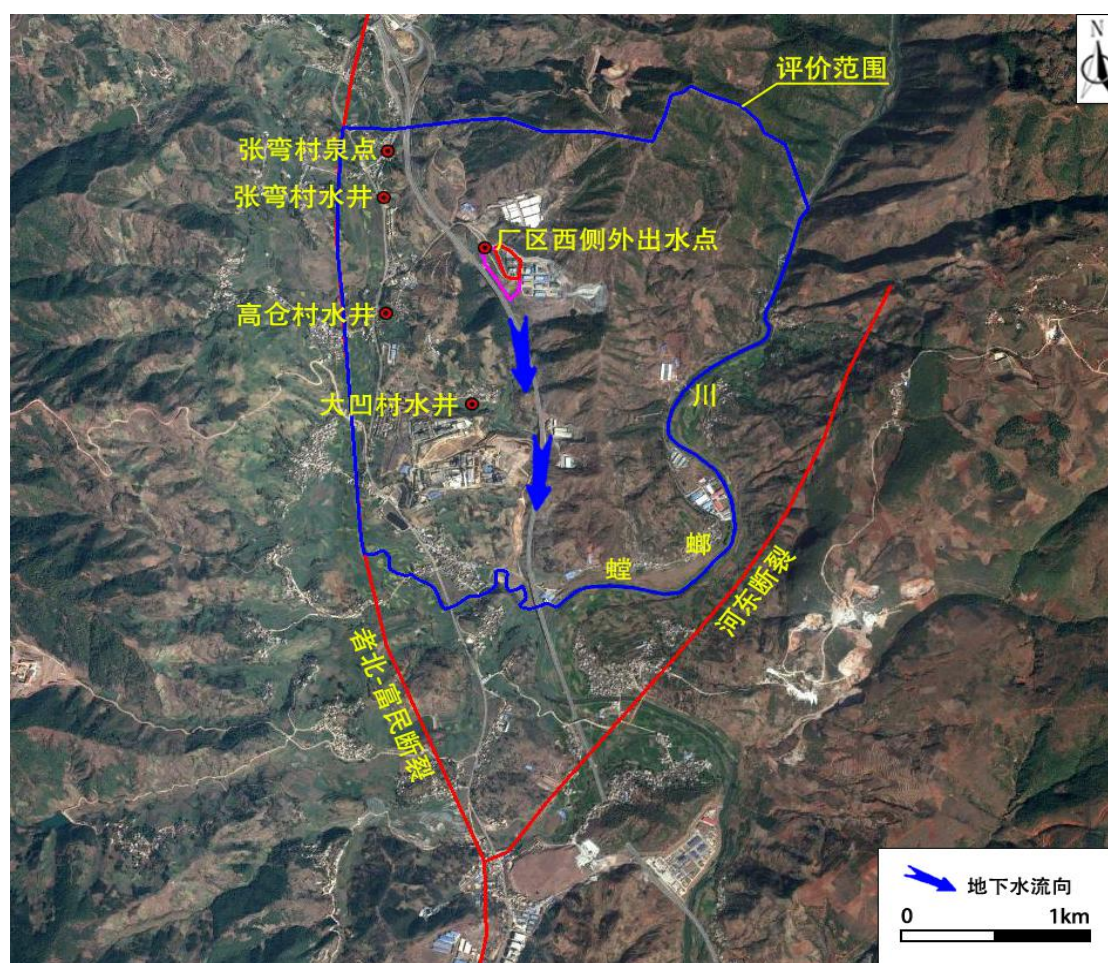 N
评价范围
张弯村泉点
张弯村水井
厂区西侧外出水点
高仓村水井
大凹村水井
川
螂
螳
河东断裂
者北-富民断裂
地下水流向
0 1km